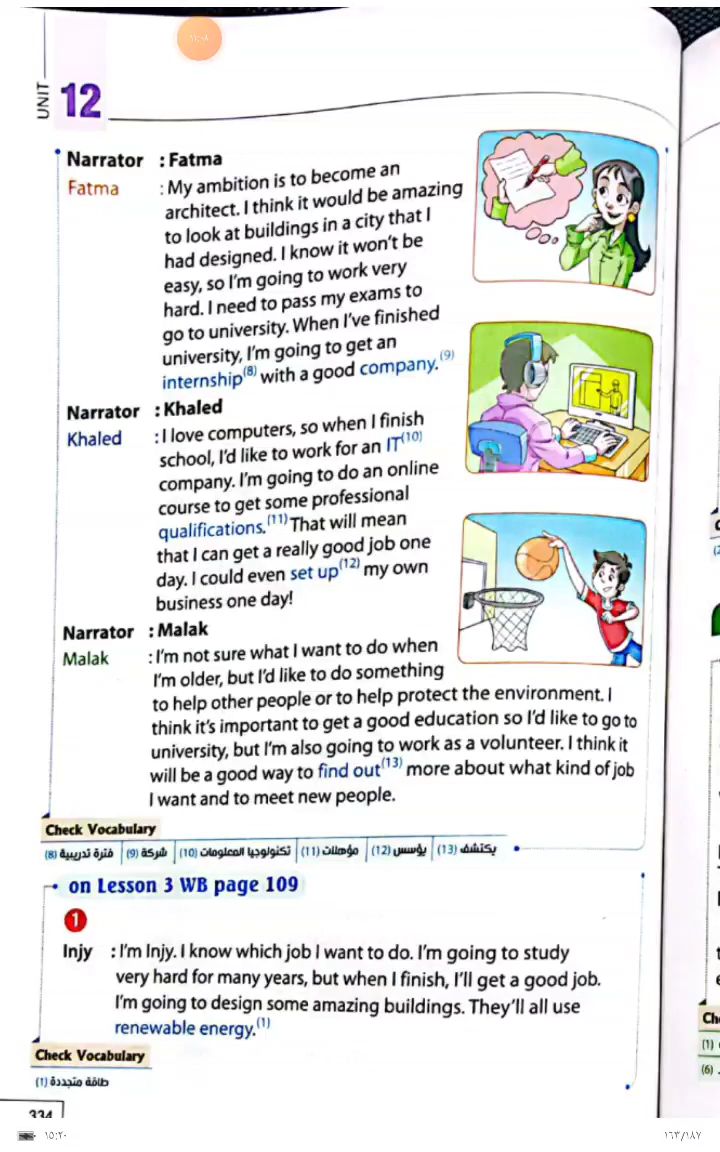 ١١:٠٨
UNIT
12
Narrator : Fatma
Fatma : My ambition is to become an
architect. I think it would be amazing
to look at buildings in a city that I
had designed. I know it won't be
easy, so I'm going to work very
hard. I need to pass my exams to
go to university. When I've finished
university, I'm going to get an
internship(8) with a good company.(9)
Narrator : Khaled
Khaled : I love computers, so when I finish
school, I'd like to work for an IT(10)
company. I'm going to do an online
course to get some professional
qualifications.(11) That will mean
that I can get a really good job one
day. I could even set up(12) my own
business one day!
Narrator : Malak
Malak : I'm not sure what I want to do when
I'm older, but I'd like to do something
to help other people or to help protect the environment. I
think it's important to get a good education so I'd like to go to
university, but I'm also going to work as a volunteer. I think it
will be a good way to find out(13) more about what kind of job
I want and to meet new people.
Check Vocabulary
(8) فترة تدريبية (9) شركة (10) تكنولوجيا المعلومات (11) مؤهلات (12) يؤسس (13) يكتشف
on Lesson 3 WB page 109
1
Injy : I'm Injy. I know which job I want to do. I'm going to study
very hard for many years, but when I finish, I'll get a good job.
I'm going to design some amazing buildings. They'll all use
renewable energy.(1)
Check Vocabulary
(1) طاقة متجددة
334
Ch
(1)
(6)
١٥:٢٠
١٦٣/١٨٧